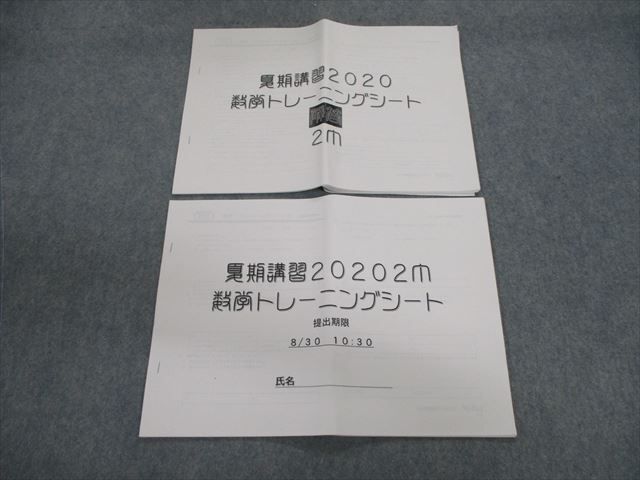 夏期講習2020
数学トレーニングシート
解答
2m
夏期講習20202m
数学トレーニングシート
提出期限
8/30 10:30
氏名